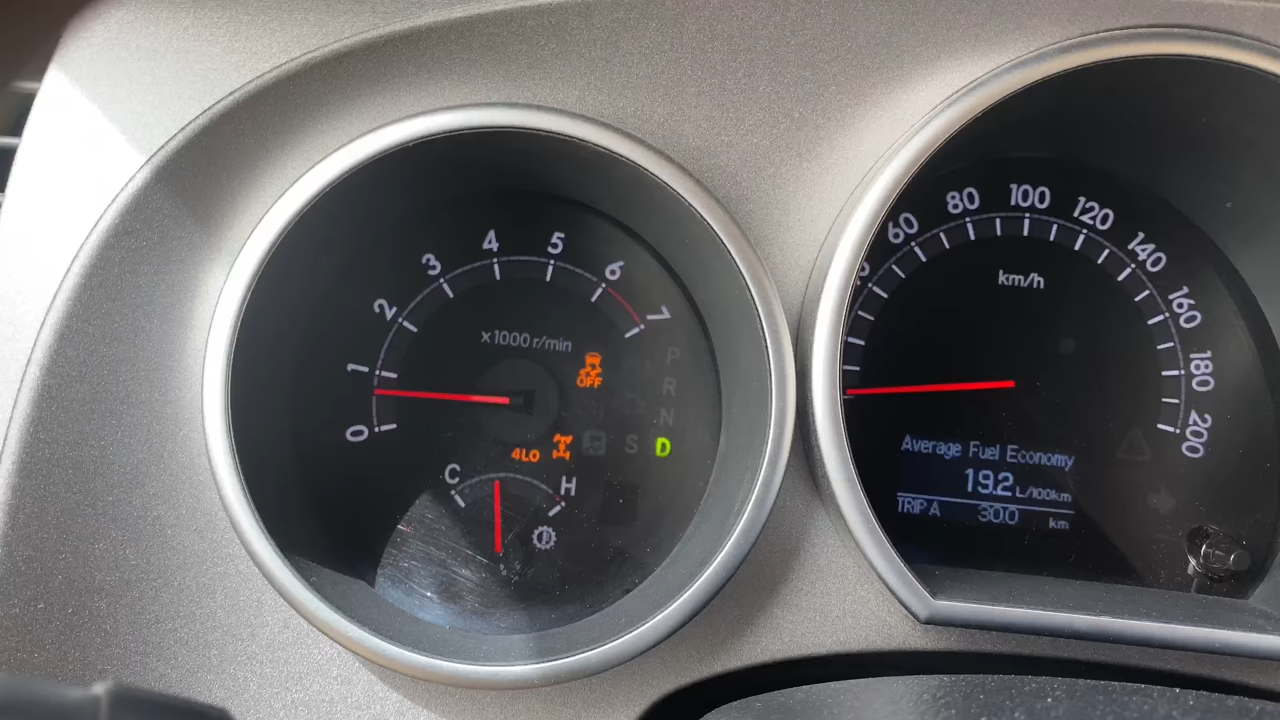 0
1
2
3
4
5
6
7
x1000 r/min
OFF
P
R
N
S D
4LO
C H
60
80
100
120
140
160
180
200
km/h
Average Fuel Economy
19.2 L/100km
TRIP A 30.0 km